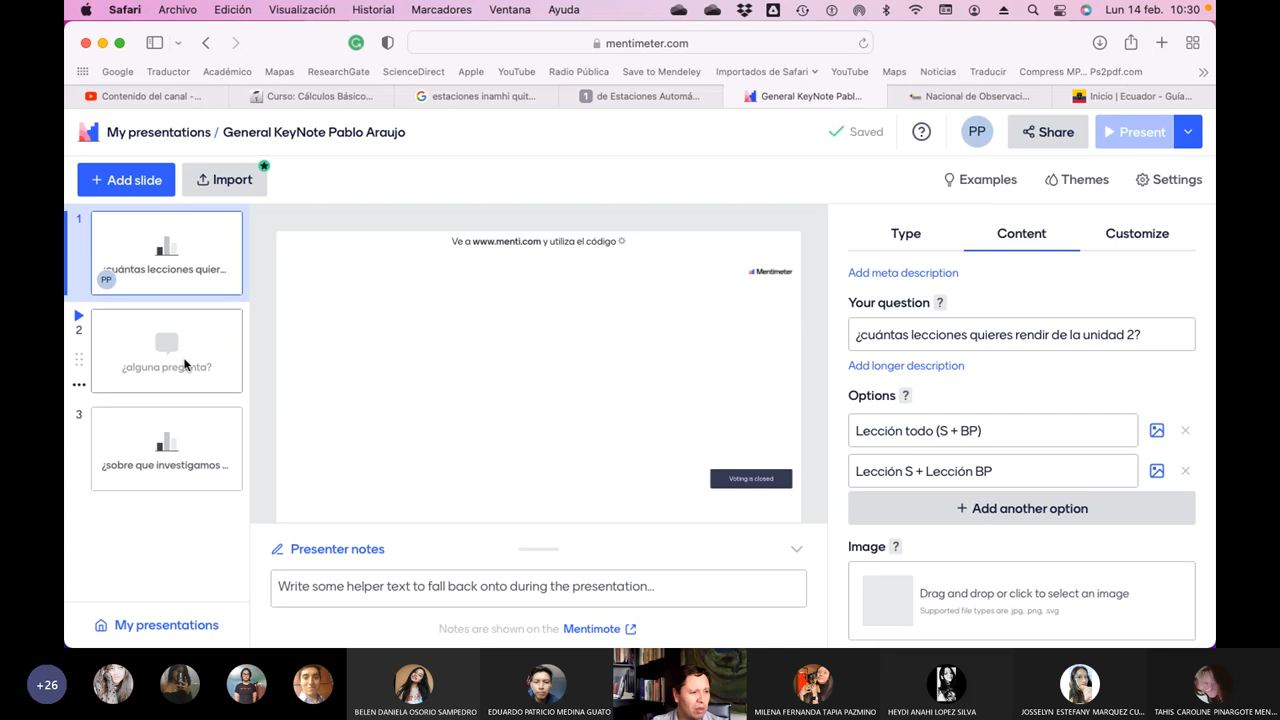 Safari Archivo Edición Visualización Historial Marcadores Ventana Ayuda Lun 14 feb. 10:30
mentimeter.com
Google Traductor Académico Mapas ResearchGate ScienceDirect Apple YouTube Radio Pública Save to Mendeley Importados de Safari YouTube Maps Noticias Traducir Compress MP... Ps2pdf.com
Contenido del canal -... Curso: Cálculos Básico... estaciones inamhi quit... 1 de Estaciones Automá... General KeyNote Pabl... Nacional de Observaci... Inicio | Ecuador - Guía...
My presentations / General KeyNote Pablo Araujo Saved ? PP Share Present
+ Add slide Import Examples Themes Settings
1
¿cuántas lecciones quier...
PP
2
¿alguna pregunta?
3
¿sobre que investigamos ...
My presentations
Ve a www.menti.com y utiliza el código
Mentimeter
Voting is closed
Presenter notes
Write some helper text to fall back onto during the presentation...
Notes are shown on the Mentimote
Type Content Customize
Add meta description
Your question ?
¿cuántas lecciones quieres rendir de la unidad 2?
Add longer description
Options ?
Lección todo (S + BP)
Lección S + Lección BP
+ Add another option
Image ?
Drag and drop or click to select an image
Supported file types are .jpg, .png, .svg
+26
BELEN DANIELA OSORIO SAMPEDRO EDUARDO PATRICIO MEDINA GUATO MILENA FERNANDA TAPIA PAZMINO HEYDI ANAHI LOPEZ SILVA JOSSELYN ESTEFANY MARQUEZ CU... TAHIS CAROLINE PINARGOTE MEN...